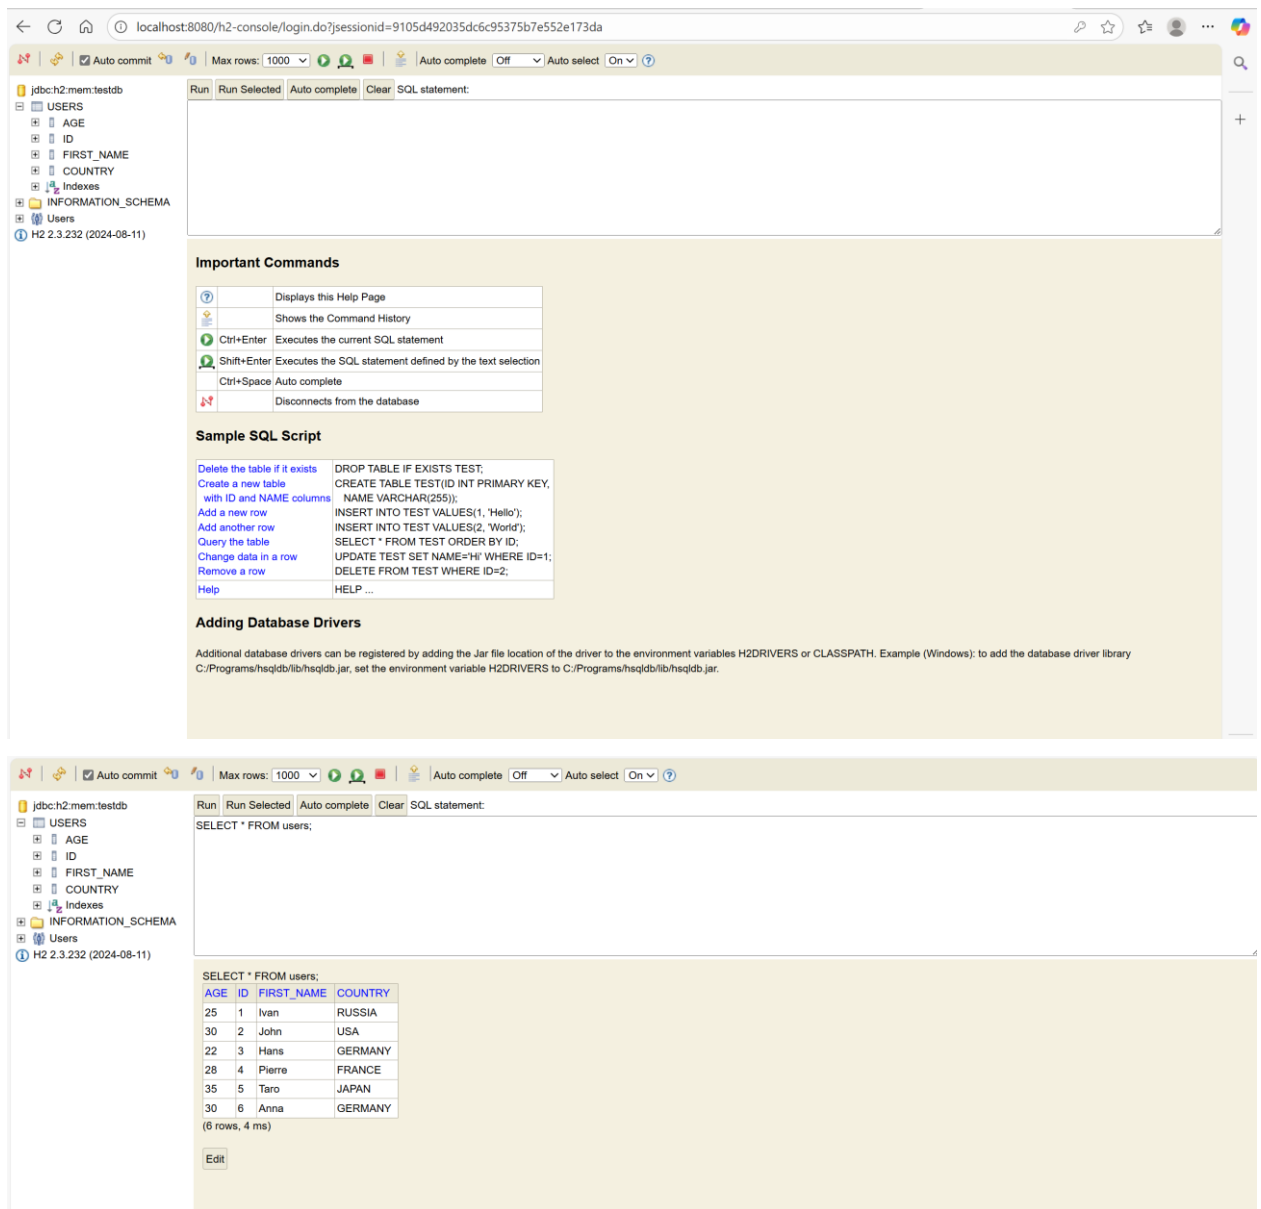 localhost:8080/h2-console/login.do?jsessionid=9105d492035dc6c95375b7e552e173da
Auto commit Max rows: 1000 Auto complete Off Auto select On
jdbc:h2:mem:testdb
USERS
AGE
ID
FIRST_NAME
COUNTRY
Indexes
INFORMATION_SCHEMA
Users
H2 2.3.232 (2024-08-11)
Run Run Selected Auto complete Clear SQL statement:
Important Commands
Displays this Help Page
Shows the Command History
Ctrl+Enter Executes the current SQL statement
Shift+Enter Executes the SQL statement defined by the text selection
Ctrl+Space Auto complete
Disconnects from the database
Sample SQL Script
Delete the table if it exists DROP TABLE IF EXISTS TEST;
Create a new table CREATE TABLE TEST(ID INT PRIMARY KEY,
with ID and NAME columns NAME VARCHAR(255));
Add a new row INSERT INTO TEST VALUES(1, 'Hello');
Add another row INSERT INTO TEST VALUES(2, 'World');
Query the table SELECT * FROM TEST ORDER BY ID;
Change data in a row UPDATE TEST SET NAME='Hi' WHERE ID=1;
Remove a row DELETE FROM TEST WHERE ID=2;
Help HELP ...
Adding Database Drivers
Additional database drivers can be registered by adding the Jar file location of the driver to the environment variables H2DRIVERS or CLASSPATH. Example (Windows): to add the database driver library
C:/Programs/hsqldb/lib/hsqldb.jar, set the environment variable H2DRIVERS to C:/Programs/hsqldb/lib/hsqldb.jar.
Auto commit Max rows: 1000 Auto complete Off Auto select On
jdbc:h2:mem:testdb
USERS
AGE
ID
FIRST_NAME
COUNTRY
Indexes
INFORMATION_SCHEMA
Users
H2 2.3.232 (2024-08-11)
Run Run Selected Auto complete Clear SQL statement:
SELECT * FROM users;
SELECT * FROM users;
AGE ID FIRST_NAME COUNTRY
25 1 Ivan RUSSIA
30 2 John USA
22 3 Hans GERMANY
28 4 Pierre FRANCE
35 5 Taro JAPAN
30 6 Anna GERMANY
(6 rows, 4 ms)
Edit